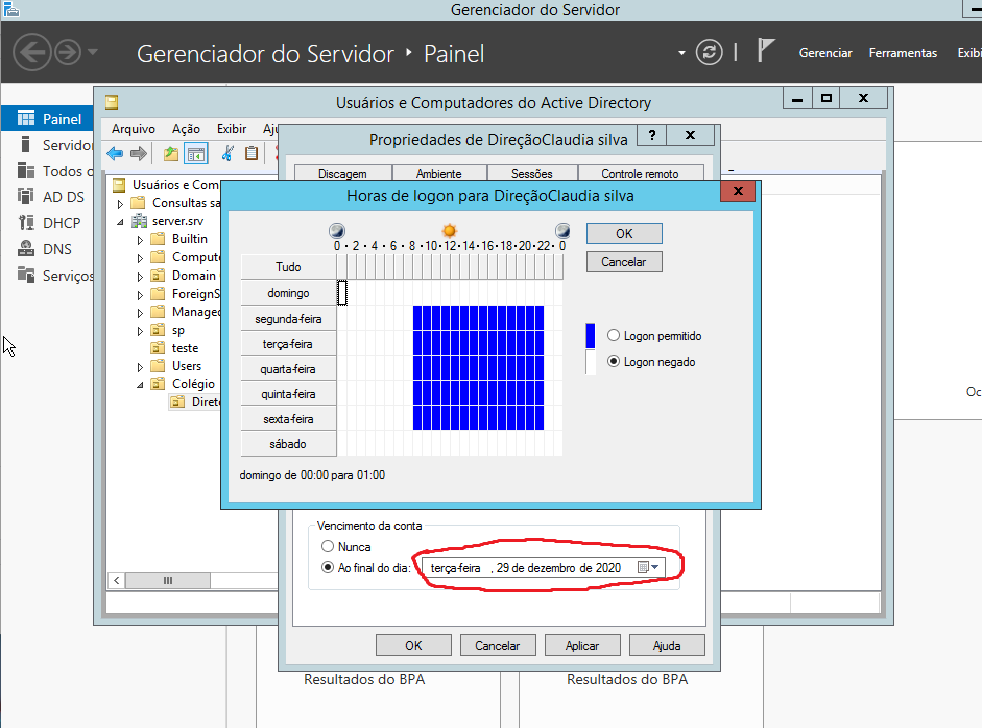 Gerenciador do Servidor
Gerenciador do Servidor • Painel
Gerenciar Ferramentas Exibi
Painel
Servidor
Todos o
AD DS
DHCP
DNS
Serviços
Usuários e Computadores do Active Directory
Arquivo Ação Exibir Aju
Usuários e Com
Consultas sa
server.srv
Builtin
Compute
Domain
ForeignS
Managed
sp
teste
Users
Colégio
Direto
Propriedades de DireçãoClaudia silva
Discagem Ambiente Sessões Controle remoto
Horas de logon para DireçãoClaudia silva
0 • 2 • 4 • 6 • 8 • 10 • 12 • 14 • 16 • 18 • 20 • 22 • 0
OK
Cancelar
Tudo
domingo
segunda-feira
terça-feira
quarta-feira
quinta-feira
sexta-feira
sábado
Logon permitido
Logon negado
domingo de 00:00 para 01:00
Vencimento da conta
Nunca
Ao final do dia: terça-feira , 29 de dezembro de 2020
OK Cancelar Aplicar Ajuda
Oc
Resultados do BPA Resultados do BPA